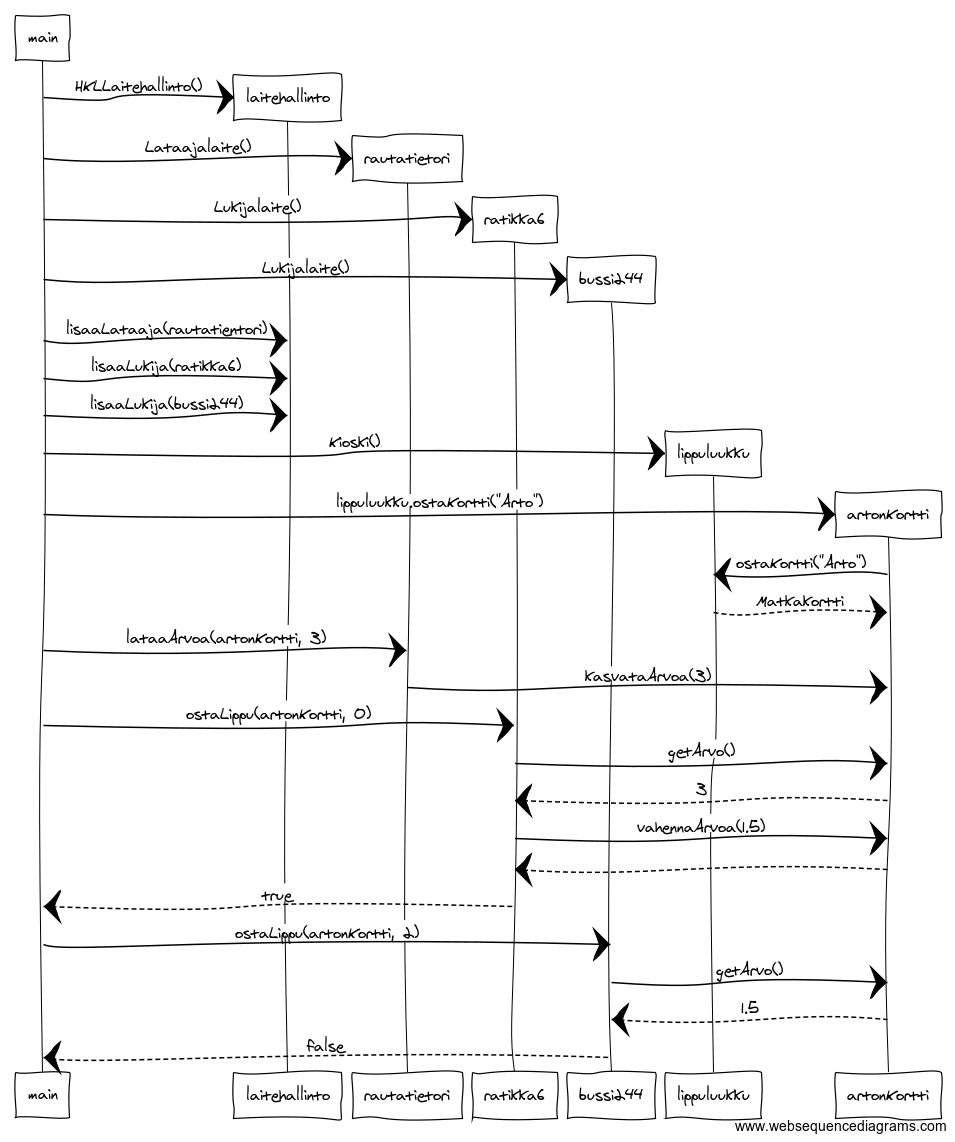 main
HKLLaitehallinto()
laitehallinto
Lataajalaite()
rautatietori
Lukijalaite()
ratikka6
Lukijalaite()
bussi244
lisaaLataaja(rautatientori)
lisaaLukija(ratikka6)
lisaaLukija(bussi244)
Kioski()
lippuluukku
lippuluukku.ostaKortti("Arto")
artonKortti
ostaKortti("Arto")
Matkakortti
lataaArvoa(artonKortti, 3)
kasvataArvoa(3)
ostaLippu(artonKortti, 0)
getArvo()
3
vahennaArvoa(1.5)
true
ostaLippu(artonKortti, 2)
getArvo()
1.5
false
main laitehallinto rautatietori ratikka6 bussi244 lippuluukku artonKortti
www.websequencediagrams.com